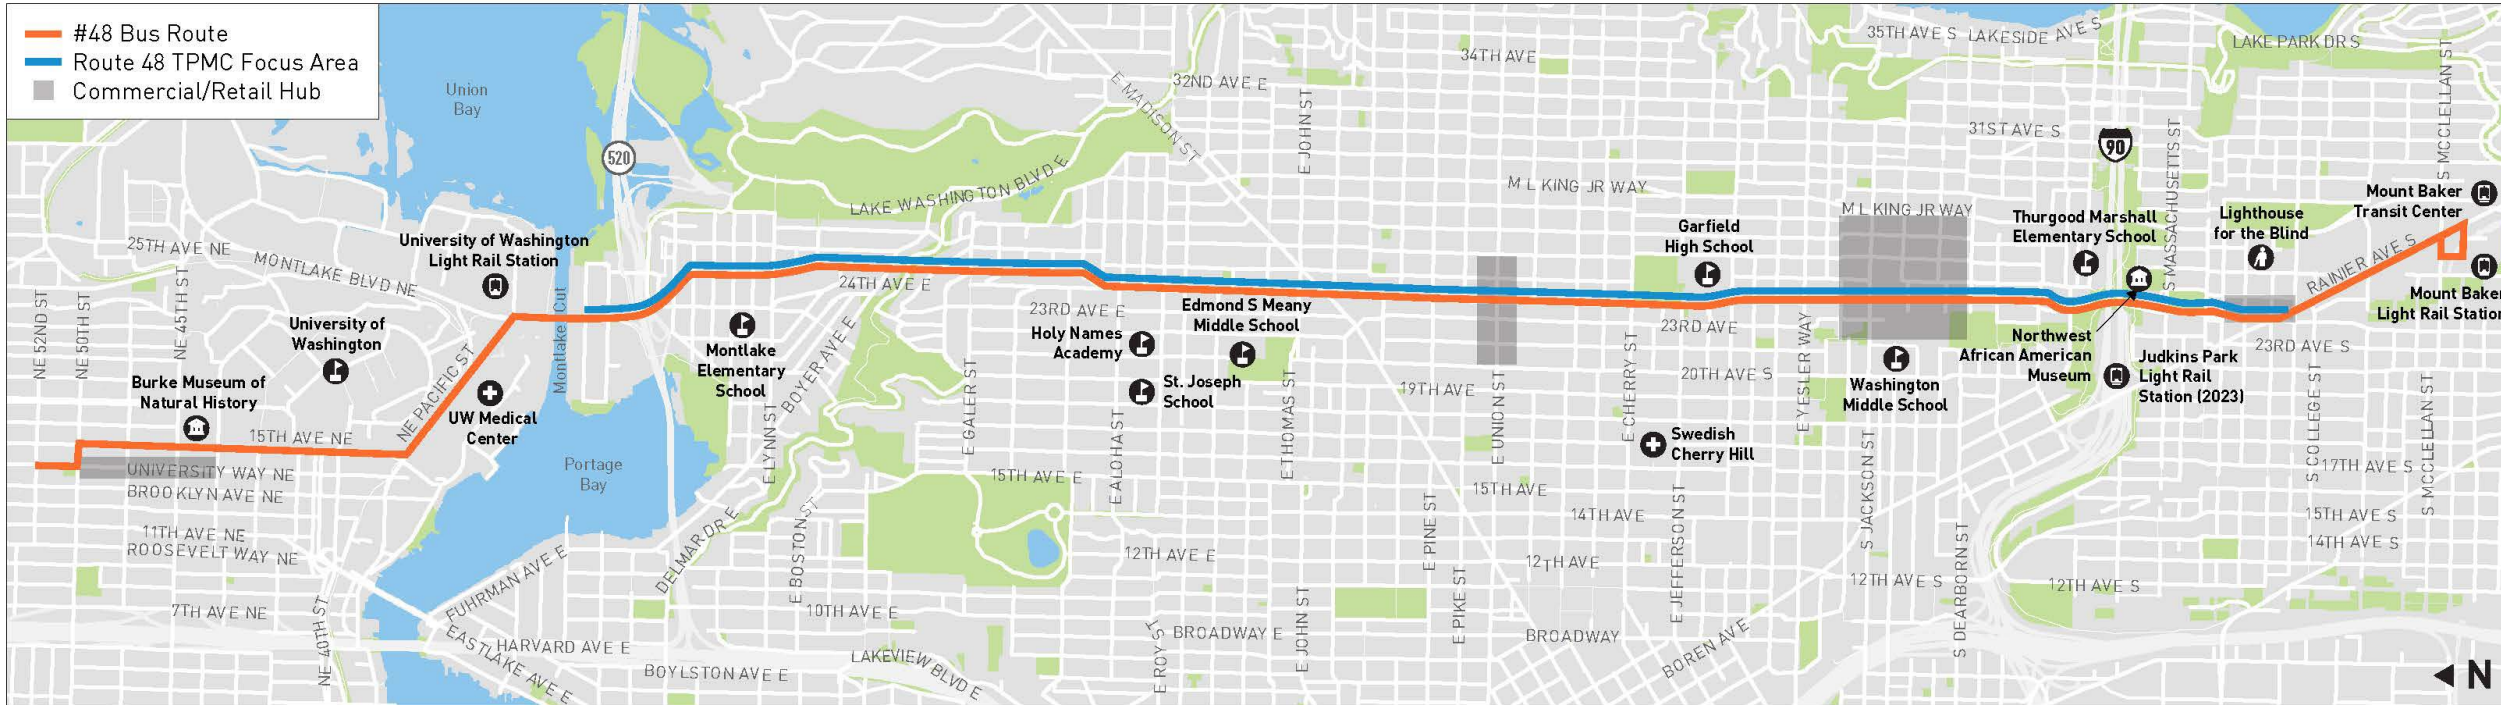 #48 Bus Route
Route 48 TPMC Focus Area
Commercial/Retail Hub
Union
Bay
520
34TH AVE
35TH AVE S
LAKESIDE AVE S
LAKE PARK DR S
S MCCLELLAN ST
32ND AVE E
E MADISON ST
E JOHN ST
31ST AVE S
90
S MASSACHUSETTS ST
LAKE WASHINGTON BLVD E
M L KING JR WAY
M L KING JR WAY
Mount Baker
Transit Center
Thurgood Marshall
Elementary School
Lighthouse
for the Blind
Garfield
High School
25TH AVE NE
MONTLAKE BLVD NE
University of Washington
Light Rail Station
RAINIER AVE S
Mount Baker
Light Rail Station
NE 52ND ST
NE 50TH ST
NE 45TH ST
University of
Washington
Montlake Cut
24TH AVE E
23RD AVE E
Edmond S Meany
Middle School
Holy Names
Academy
St. Joseph
School
Montlake
Elementary
School
BOYER AVE E
23RD AVE
20TH AVE S
19TH AVE
E CHERRY ST
E YESLER WAY
Washington
Middle School
Northwest
African American
Museum
Judkins Park
Light Rail
Station (2023)
23RD AVE S
Burke Museum of
Natural History
15TH AVE NE
NE PACIFIC ST
UW Medical
Center
UNIVERSITY WAY NE
BROOKLYN AVE NE
11TH AVE NE
ROOSEVELT WAY NE
7TH AVE NE
NE 40TH ST
Portage
Bay
E LYNN ST
E GALER ST
E ALOHA ST
E THOMAS ST
E UNION ST
Swedish
Cherry Hill
S JACKSON ST
S COLLEGE ST
S MCCLELLAN ST
17TH AVE S
15TH AVE E
15TH AVE
14TH AVE
12TH AVE
15TH AVE S
14TH AVE S
12TH AVE E
12TH AVE S
12TH AVE S
E PINE ST
E PIKE ST
E JEFFERSON ST
S DEARBORN ST
FUHRMAN AVE E
EASTLAKE AVE E
HARVARD AVE E
DELMAR DR E
E BOSTON ST
10TH AVE E
BOYLSTON AVE E
LAKEVIEW BLVD E
E ROY ST
BROADWAY E
E JOHN ST
BROADWAY
BOREN AVE
N